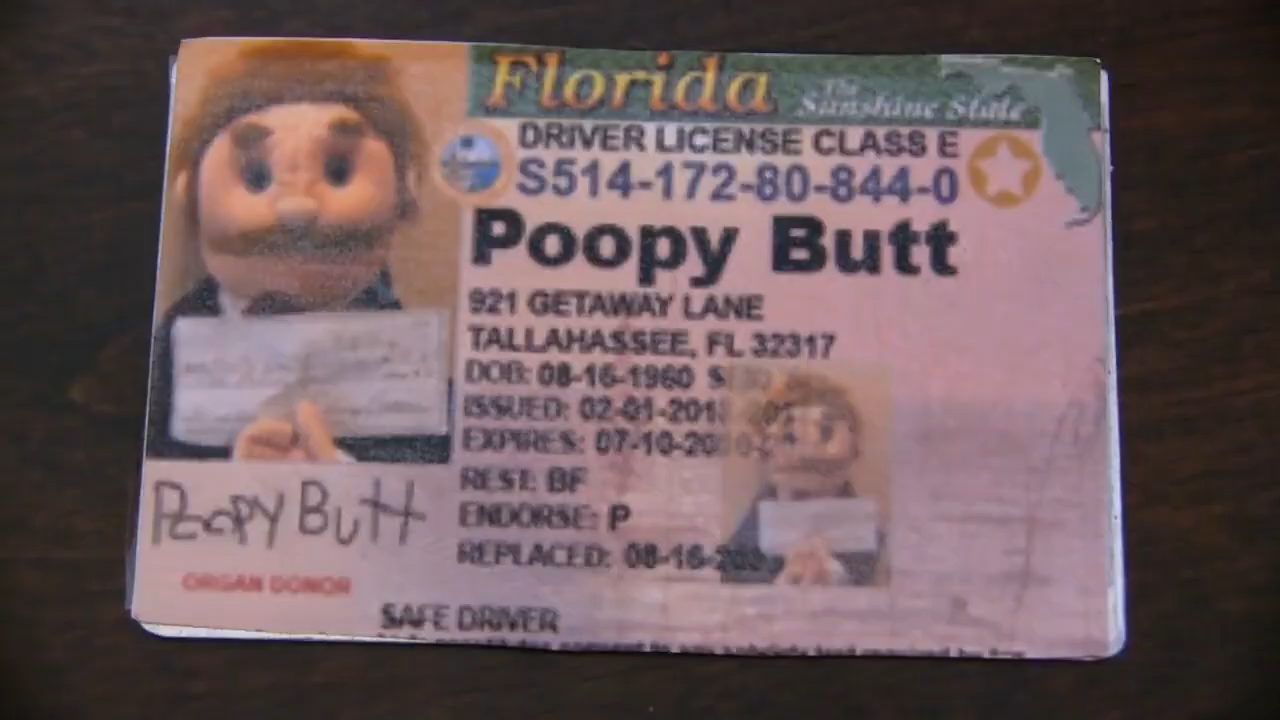 Florida The Sunshine State
DRIVER LICENSE CLASS E
S514-172-80-844-0
Poopy Butt
921 GETAWAY LANE
TALLAHASSEE, FL 32317
DOB: 08-16-1960
ISSUED: 02-01-201
EXPIRES: 07-10-20
REST: BF
ENDORSE: P
REPLACED: 08-16-20
Poopy Butt
ORGAN DONOR
SAFE DRIVER